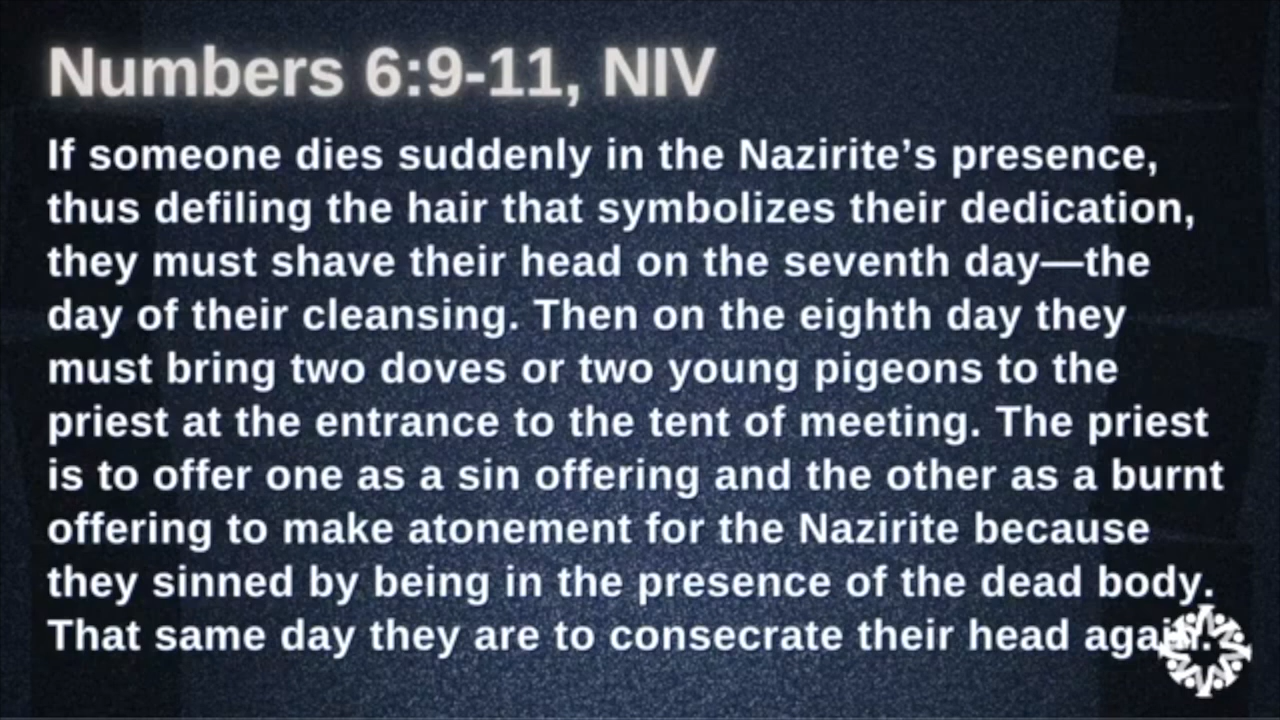 Numbers 6:9-11, NIV
If someone dies suddenly in the Nazirite’s presence,
thus defiling the hair that symbolizes their dedication,
they must shave their head on the seventh day—the
day of their cleansing. Then on the eighth day they
must bring two doves or two young pigeons to the
priest at the entrance to the tent of meeting. The priest
is to offer one as a sin offering and the other as a burnt
offering to make atonement for the Nazirite because
they sinned by being in the presence of the dead body.
That same day they are to consecrate their head again.